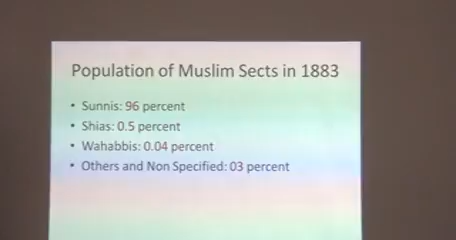 Population of Muslim Sects in 1883
• Sunnis: 96 percent
• Shias: 0.5 percent
• Wahabbis: 0.04 percent
• Others and Non Specified: 03 percent